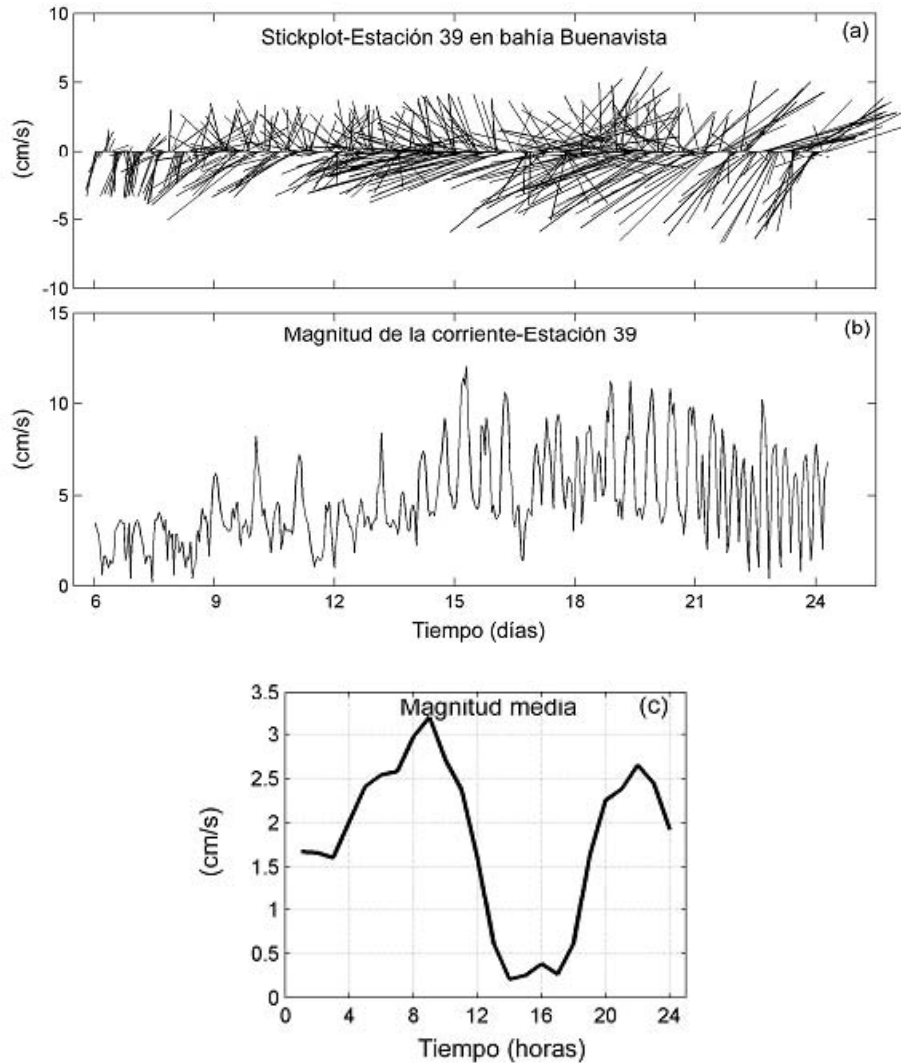 10
5
0
-5
-10
(cm/s)
Stickplot-Estación 39 en bahía Buenavista
(a)
15
10
5
0
(cm/s)
Magnitud de la corriente-Estación 39
(b)
6 9 12 15 18 21 24
Tiempo (días)
3.5
3
2.5
2
1.5
1
0.5
0
(cm/s)
Magnitud media
(c)
0 4 8 12 16 20 24
Tiempo (horas)